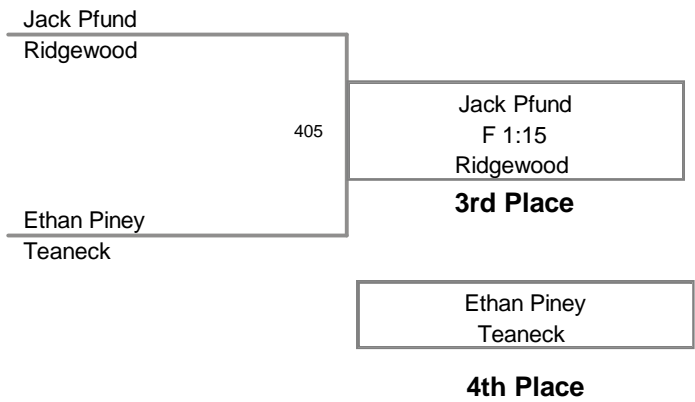 Jack Pfund
Ridgewood
405
Jack Pfund
F 1:15
Ridgewood
3rd Place
Ethan Piney
Teaneck
Ethan Piney
Teaneck
4th Place